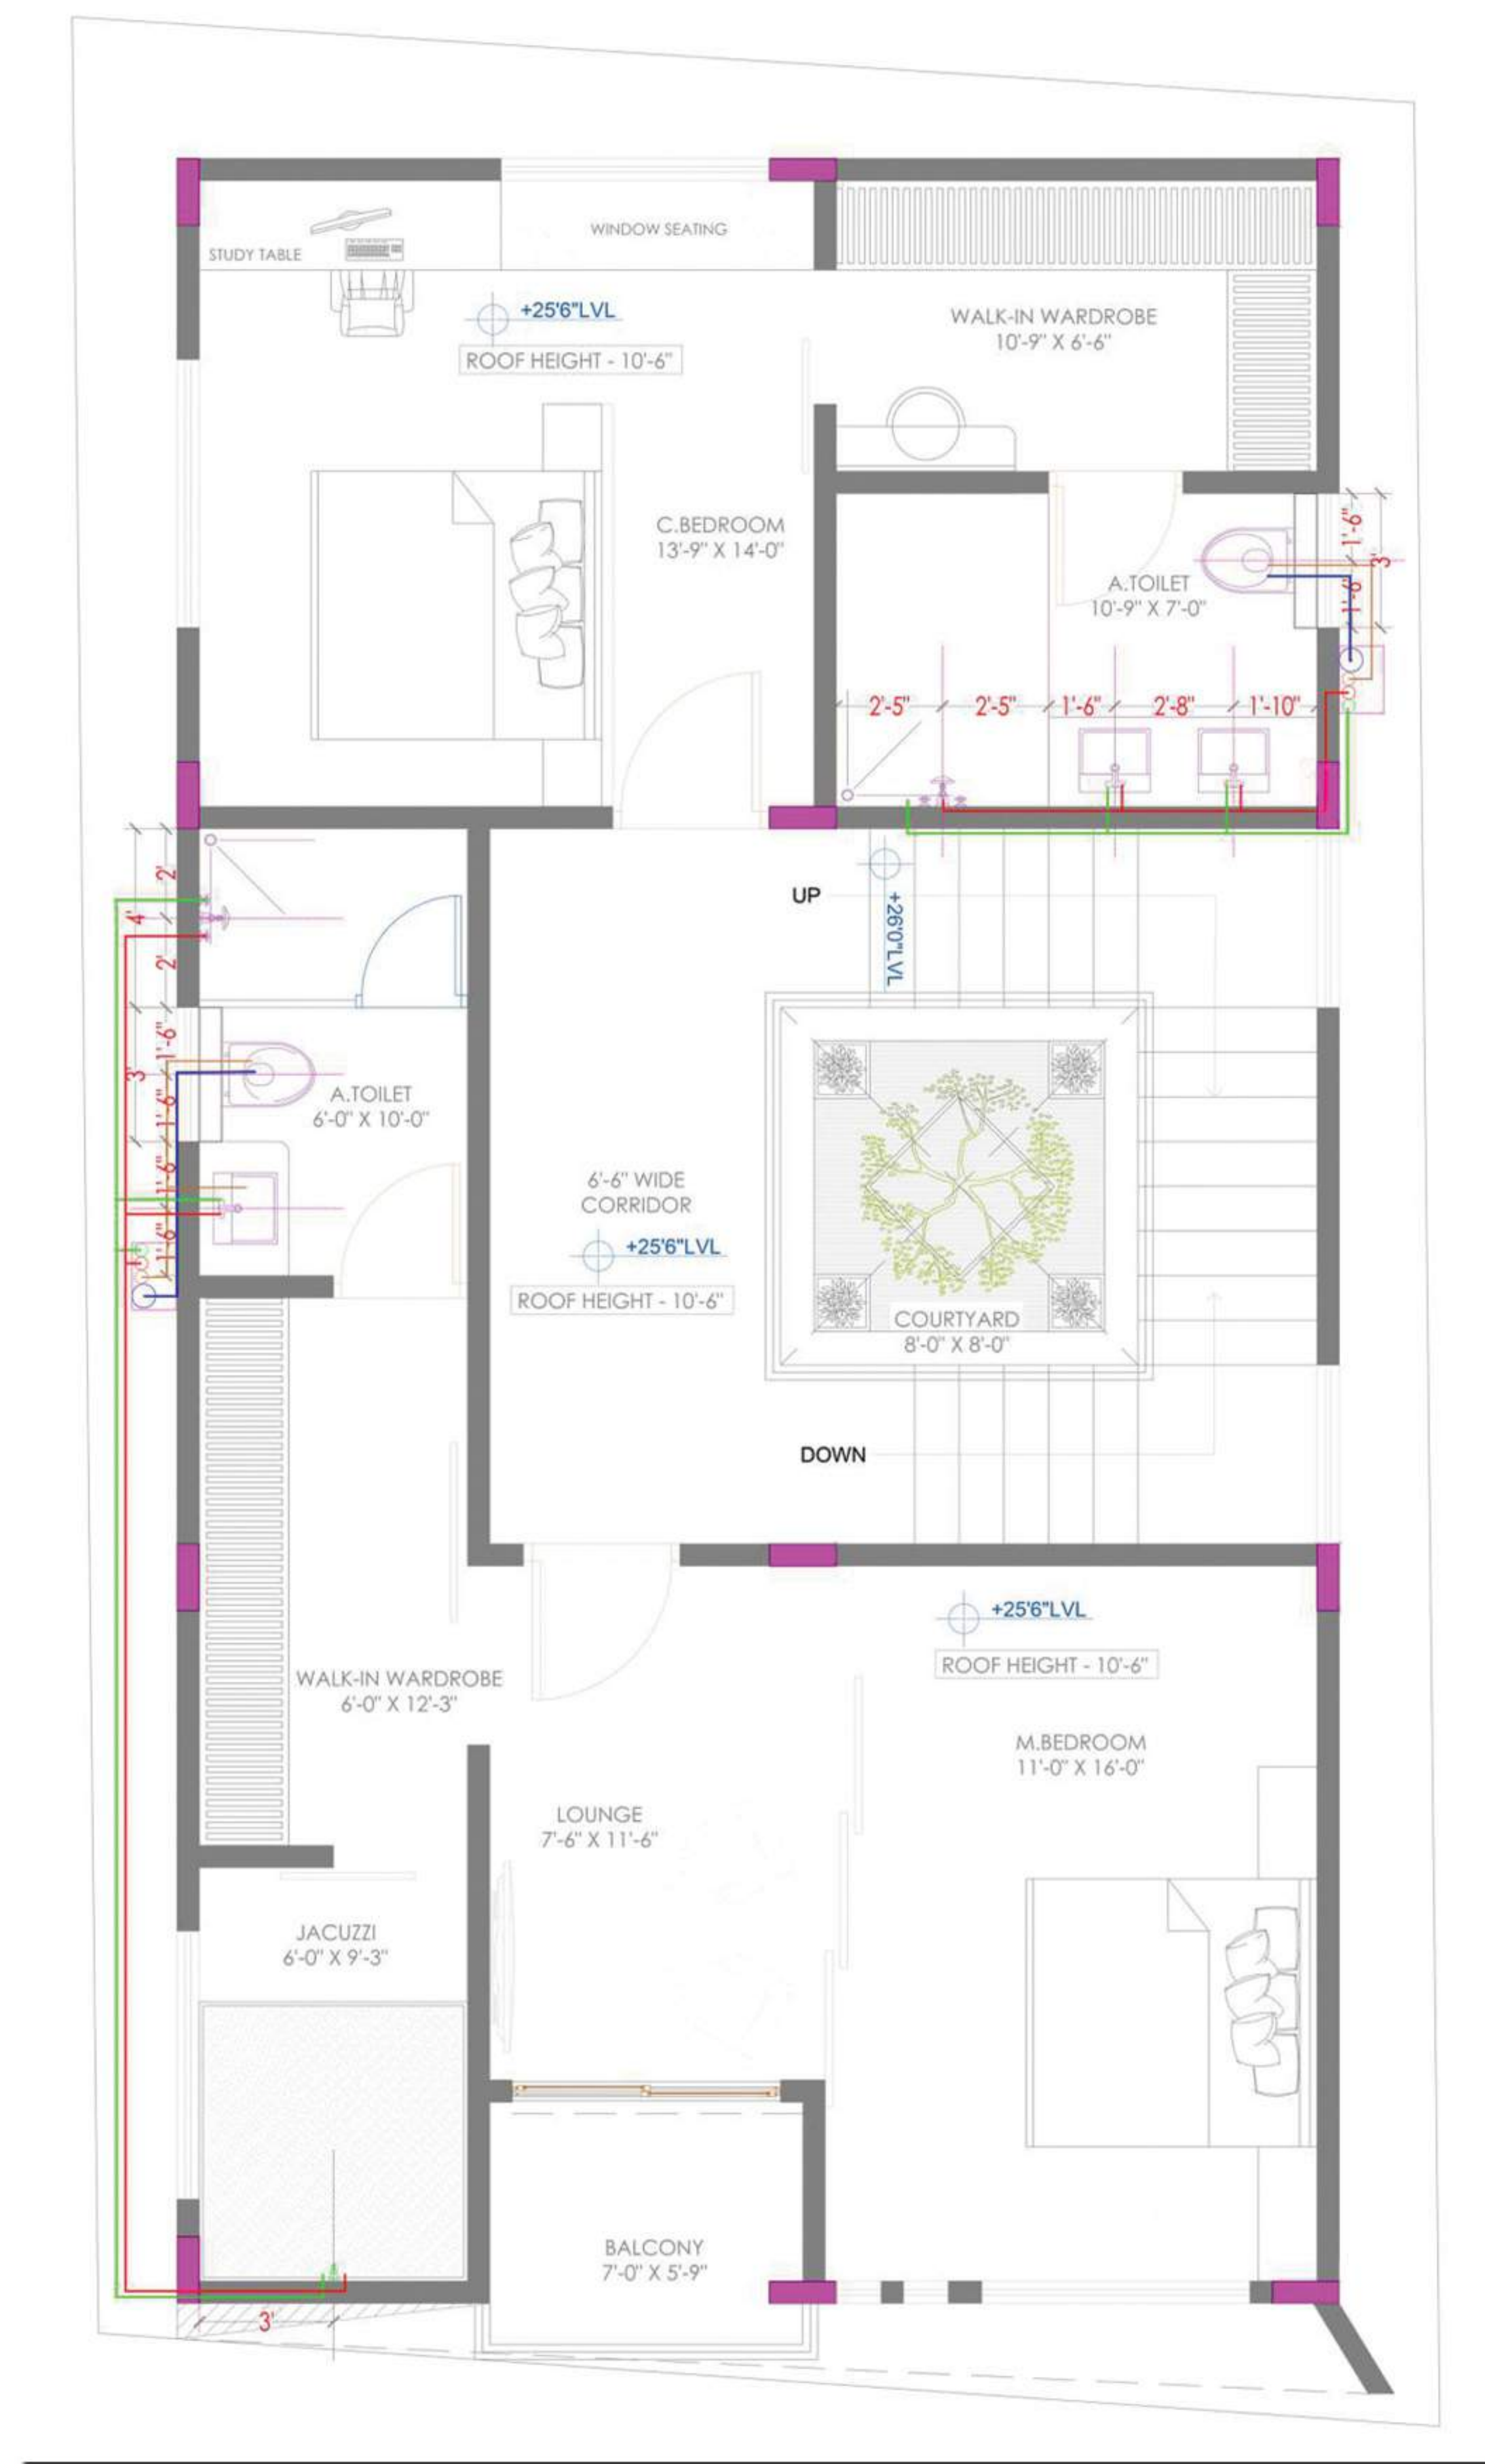 WINDOW SEATING
STUDY TABLE
+25'6"LVL
ROOF HEIGHT - 10'-6"
WALK-IN WARDROBE
10'-9" X 6'-6"
C.BEDROOM
13'-9" X 14'-0"
1'-6"
3'
1'-6"
A.TOILET
10'-9" X 7'-0"
2'-5"
2'-5"
1'-6"
2'-8"
1'-10"
2'
4'
2'
UP
+26'0"LVL
1'-6"
3'
1'-6"
A.TOILET
6'-0" X 10'-0"
1'-6"
1'-6"
6'-6" WIDE
CORRIDOR
+25'6"LVL
ROOF HEIGHT - 10'-6"
COURTYARD
8'-0" X 8'-0"
DOWN
+25'6"LVL
ROOF HEIGHT - 10'-6"
WALK-IN WARDROBE
6'-0" X 12'-3"
M.BEDROOM
11'-0" X 16'-0"
LOUNGE
7'-6" X 11'-6"
JACUZZI
6'-0" X 9'-3"
BALCONY
7'-0" X 5'-9"
3'